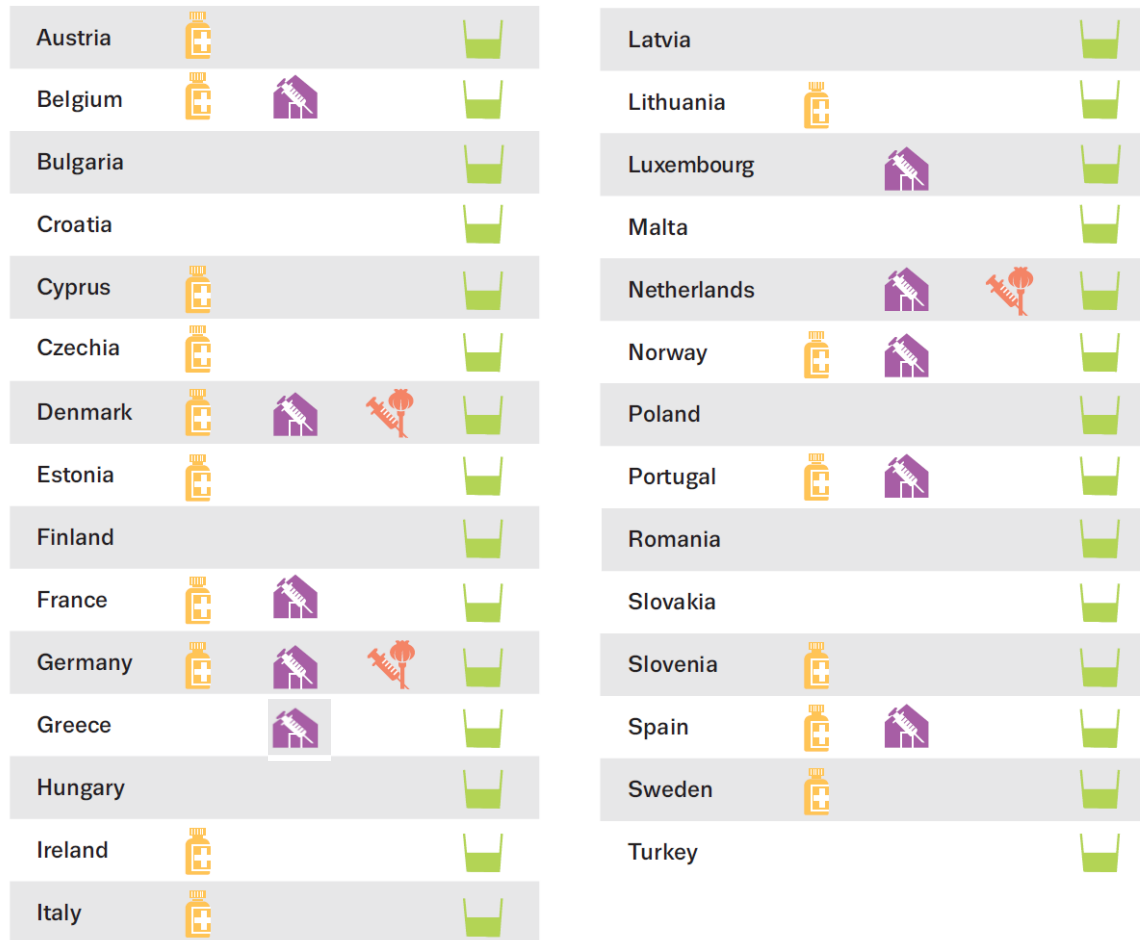 Austria
Belgium
Bulgaria
Croatia
Cyprus
Czechia
Denmark
Estonia
Finland
France
Germany
Greece
Hungary
Ireland
Italy
Latvia
Lithuania
Luxembourg
Malta
Netherlands
Norway
Poland
Portugal
Romania
Slovakia
Slovenia
Spain
Sweden
Turkey